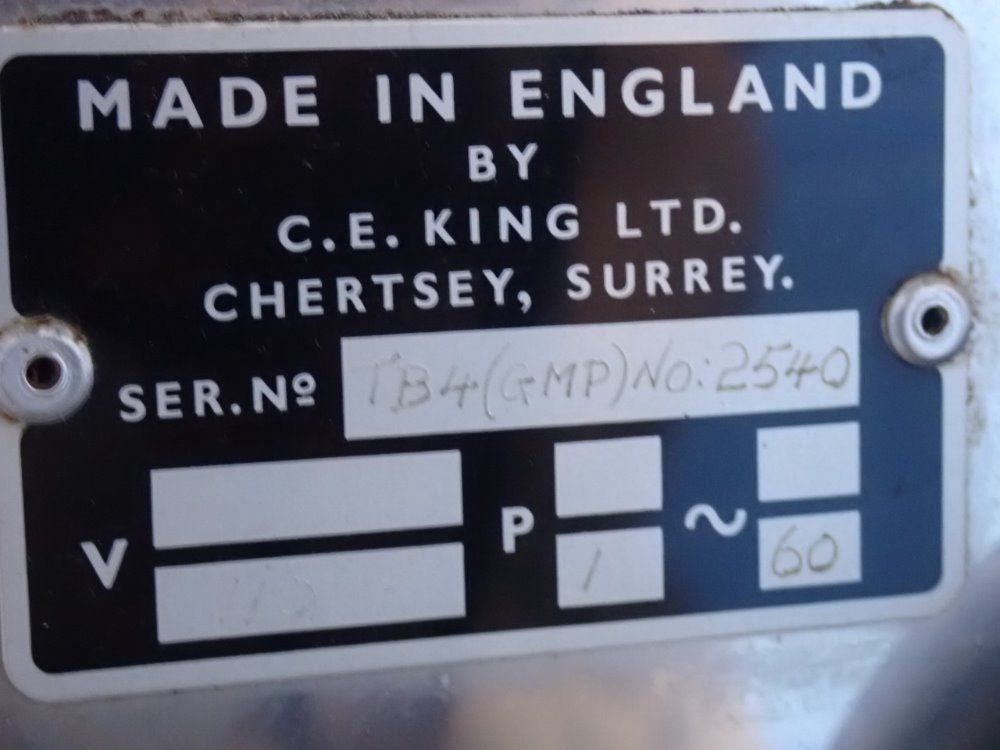 MADE IN ENGLAND
BY
C.E. KING LTD.
CHERTSEY, SURREY.
SER. Nº TB4(GMP)NO:2540
V P 1 ~ 60